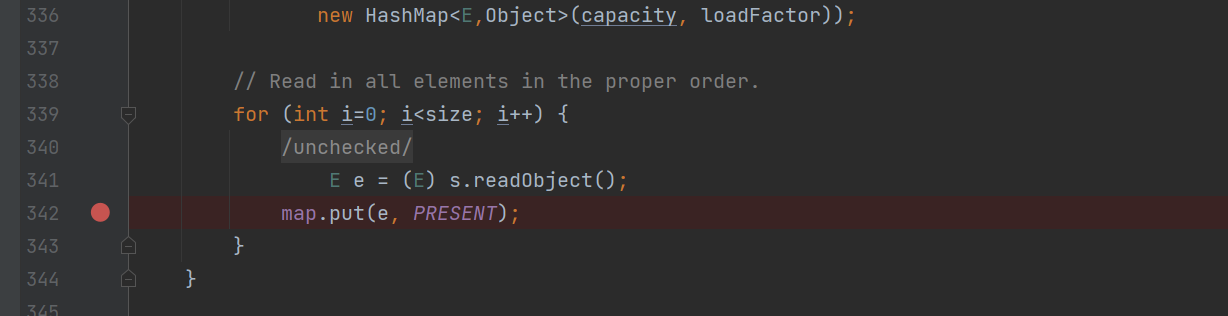 336 new HashMap<E,Object>(capacity, loadFactor));
337
338 // Read in all elements in the proper order.
339 for (int i=0; i<size; i++) {
340 /unchecked/
341 E e = (E) s.readObject();
342 map.put(e, PRESENT);
343 }
344 }
345